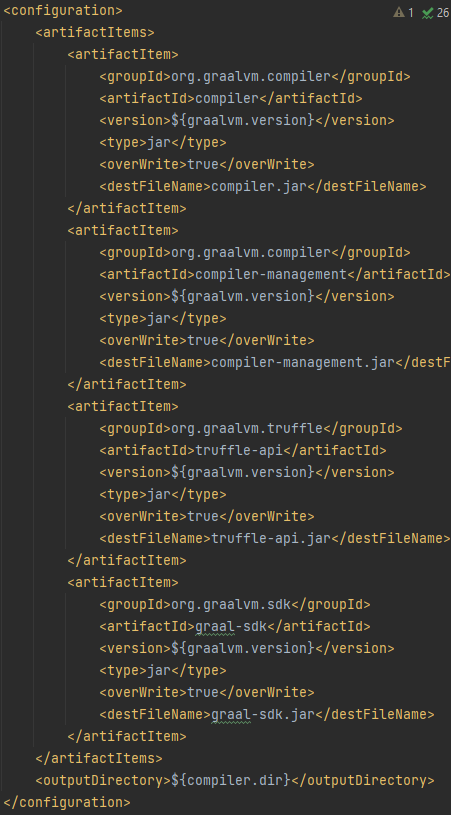 <configuration>
⚠ 1 ✓ 26
<artifactItems>
<artifactItem>
<groupId>org.graalvm.compiler</groupId>
<artifactId>compiler</artifactId>
<version>${graalvm.version}</version>
<type>jar</type>
<overWrite>true</overWrite>
<destFileName>compiler.jar</destFileName>
</artifactItem>
<artifactItem>
<groupId>org.graalvm.compiler</groupId>
<artifactId>compiler-management</artifactId>
<version>${graalvm.version}</version>
<type>jar</type>
<overWrite>true</overWrite>
<destFileName>compiler-management.jar</destF
</artifactItem>
<artifactItem>
<groupId>org.graalvm.truffle</groupId>
<artifactId>truffle-api</artifactId>
<version>${graalvm.version}</version>
<type>jar</type>
<overWrite>true</overWrite>
<destFileName>truffle-api.jar</destFileName>
</artifactItem>
<artifactItem>
<groupId>org.graalvm.sdk</groupId>
<artifactId>graal-sdk</artifactId>
<version>${graalvm.version}</version>
<type>jar</type>
<overWrite>true</overWrite>
<destFileName>graal-sdk.jar</destFileName>
</artifactItem>
</artifactItems>
<outputDirectory>${compiler.dir}</outputDirectory>
</configuration>